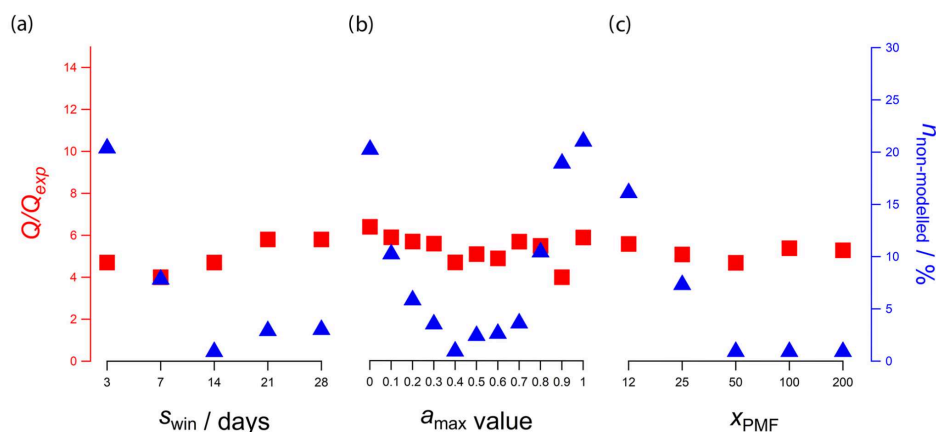 (a)
(b)
(c)
Q/Qexp
14
12
10
8
6
4
2
0
3 7 14 21 28
swin / days
0 0.1 0.2 0.3 0.4 0.5 0.6 0.7 0.8 0.9 1
amax value
12 25 50 100 200
xPMF
30
25
20
15
10
5
0
nnon-modelled / %